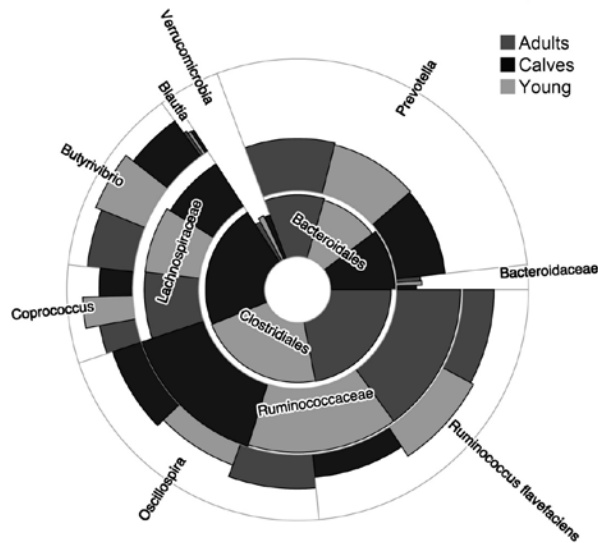 Adults
Calves
Young
Verrucomicrobia
Blautia
Prevotella
Butyrivibrio
Lachnospiraceae
Bacteroidales
Bacteroidaceae
Coprococcus
Clostridiales
Ruminococcaceae
Oscillospira
Ruminococcus flavefaciens